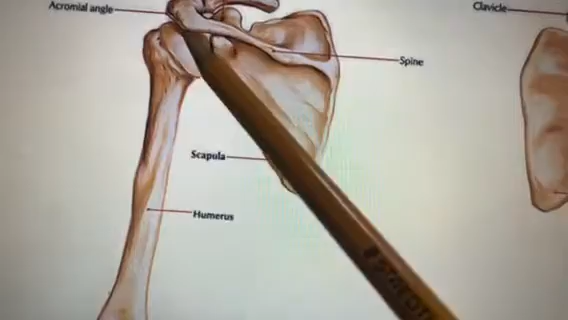 Acromial angle
Clavicle
Spine
Scapula
Humerus